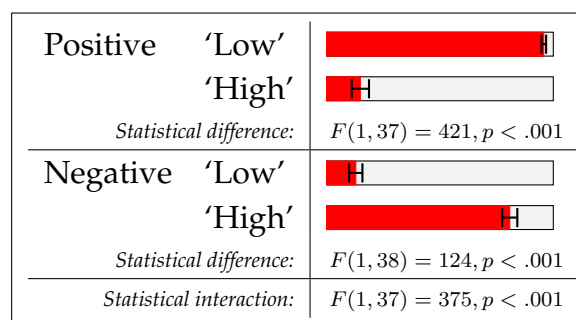 Positive ‘Low’
‘High’
Statistical difference: F(1, 37) = 421, p < .001
Negative ‘Low’
‘High’
Statistical difference: F(1, 38) = 124, p < .001
Statistical interaction: F(1, 37) = 375, p < .001